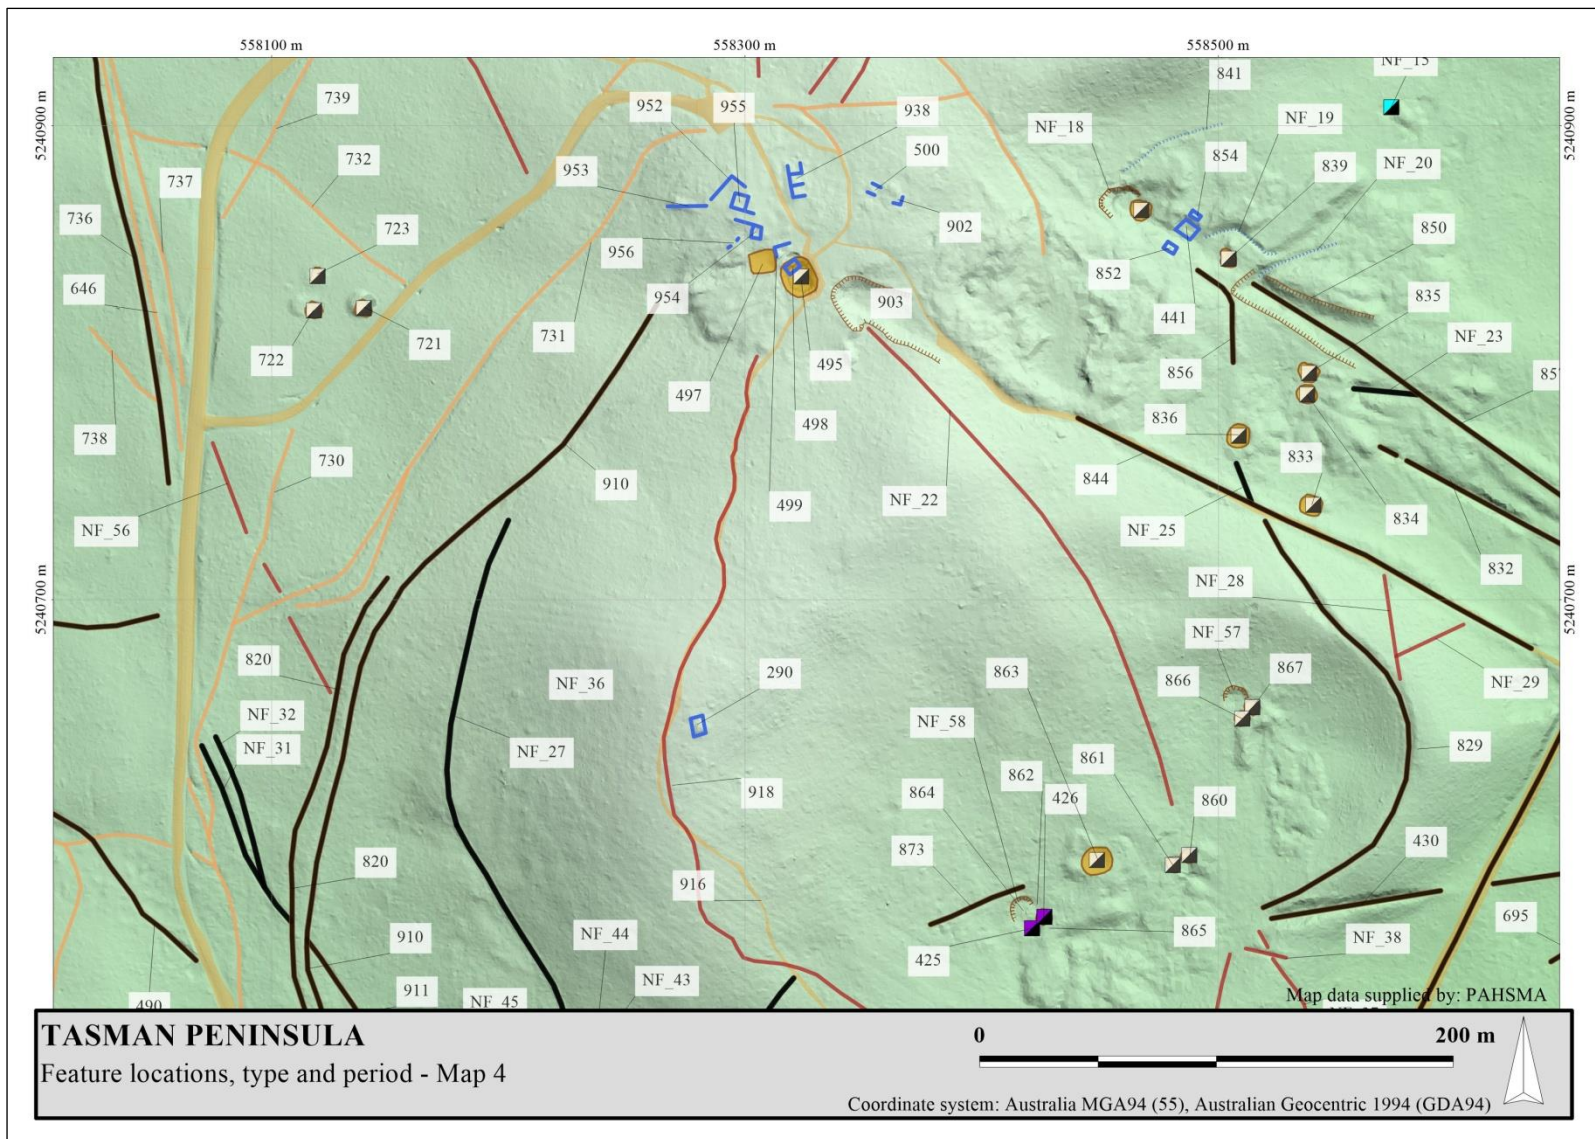 558100 m
558300 m
558500 m
5240900 m
5240900 m
5240700 m
5240700 m
NF_15
841
739
952
955
938
NF_18
NF_19
500
854
839
NF_20
732
953
737
850
736
723
956
902
852
835
646
954
903
441
NF_23
731
721
722
495
856
497
738
498
836
833
730
844
910
499
NF_22
NF_56
NF_25
834
832
NF_28
NF_57
820
290
863
867
866
NF_36
NF_29
NF_32
NF_58
NF_31
NF_27
829
862
861
918
864
426
860
873
430
820
916
695
910
NF_44
865
NF_38
425
911
NF_43
NF_45
490
Map data supplied by: PAHSMA
TASMAN PENINSULA
Feature locations, type and period - Map 4
0
200 m
Coordinate system: Australia MGA94 (55), Australian Geocentric 1994 (GDA94)